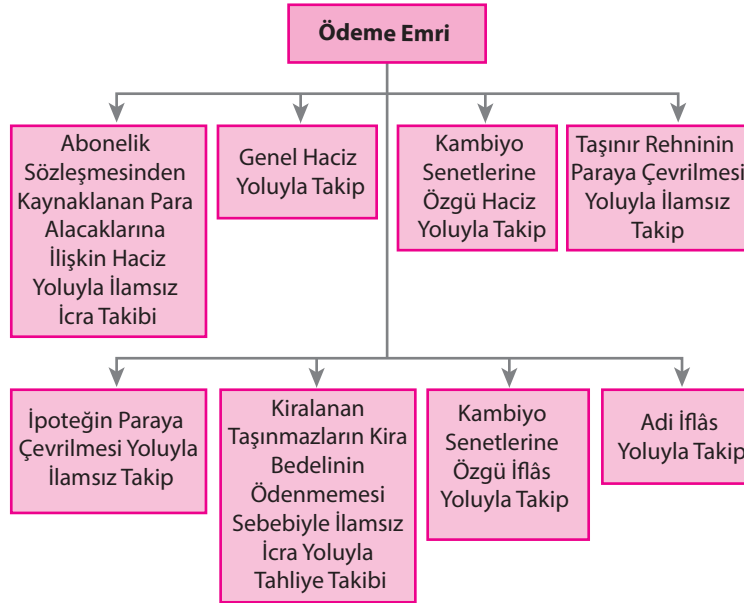 Ödeme Emri
Abonelik
Sözleşmesinden
Kaynaklanan Para
Alacaklarına
İlişkin Haciz
Yoluyla İlamsız
İcra Takibi
Genel Haciz
Yoluyla Takip
Kambiyo
Senetlerine
Özgü Haciz
Yoluyla Takip
Taşınır Rehninin
Paraya Çevrilmesi
Yoluyla İlamsız
Takip
İpoteğin Paraya
Çevrilmesi Yoluyla
İlamsız Takip
Kiralanan
Taşınmazların Kira
Bedelinin
Ödenmemesi
Sebebiyle İlamsız
İcra Yoluyla
Tahliye Takibi
Kambiyo
Senetlerine
Özgü İflâs
Yoluyla Takip
Adi İflâs
Yoluyla Takip